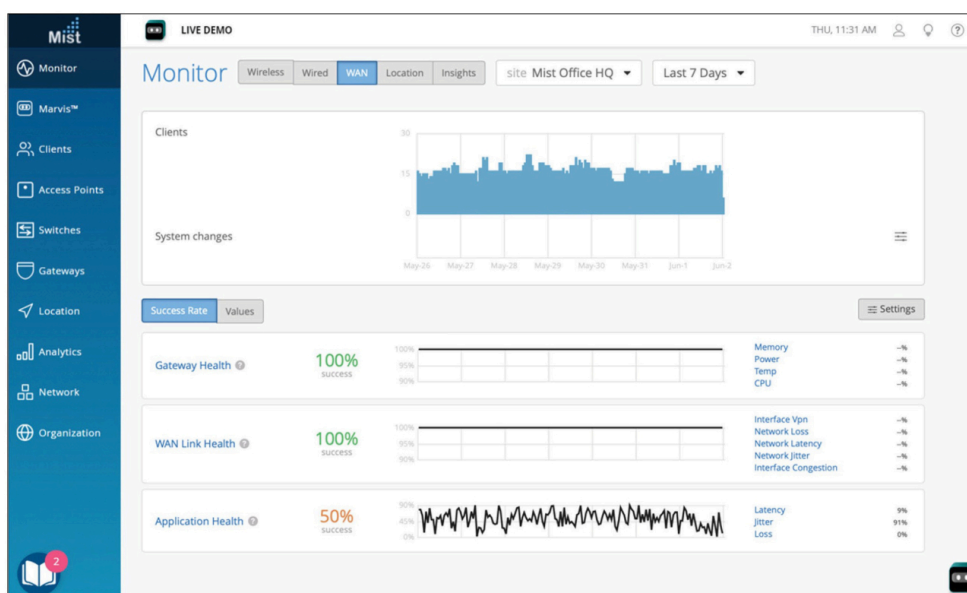 Mist
LIVE DEMO
THU, 11:31 AM
?
Monitor
Marvis™
Clients
Access Points
Switches
Gateways
Location
Analytics
Network
Organization
2
Monitor
Wireless Wired WAN Location Insights
site Mist Office HQ
Last 7 Days
Clients
30
15
0
System changes
May-26 May-27 May-28 May-29 May-30 May-31 Jun-1 Jun-2
Success Rate Values
Settings
Gateway Health ?
100%
success
100%
95%
90%
Memory --%
Power --%
Temp --%
CPU --%
WAN Link Health ?
100%
success
100%
95%
90%
Interface Vpn --%
Network Loss --%
Network Latency --%
Network Jitter --%
Interface Congestion --%
Application Health ?
50%
success
90%
45%
0%
Latency 9%
Jitter 91%
Loss 0%